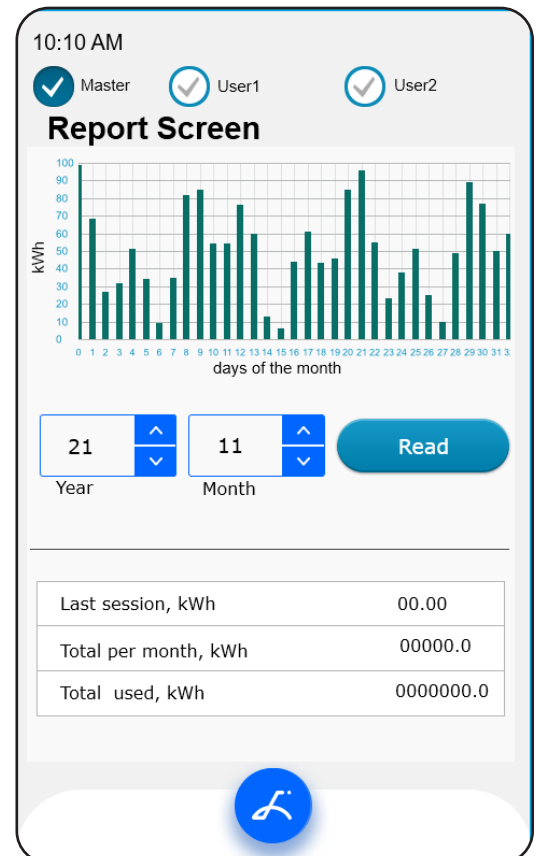 10:10 AM
Master User1 User2
Report Screen
100
90
80
70
60
50
40
30
20
10
0
kWh
0 1 2 3 4 5 6 7 8 9 10 11 12 13 14 15 16 17 18 19 20 21 22 23 24 25 26 27 28 29 30 31
days of the month
21 11 Read
Year Month
Last session, kWh 00.00
Total per month, kWh 00000.0
Total used, kWh 0000000.0